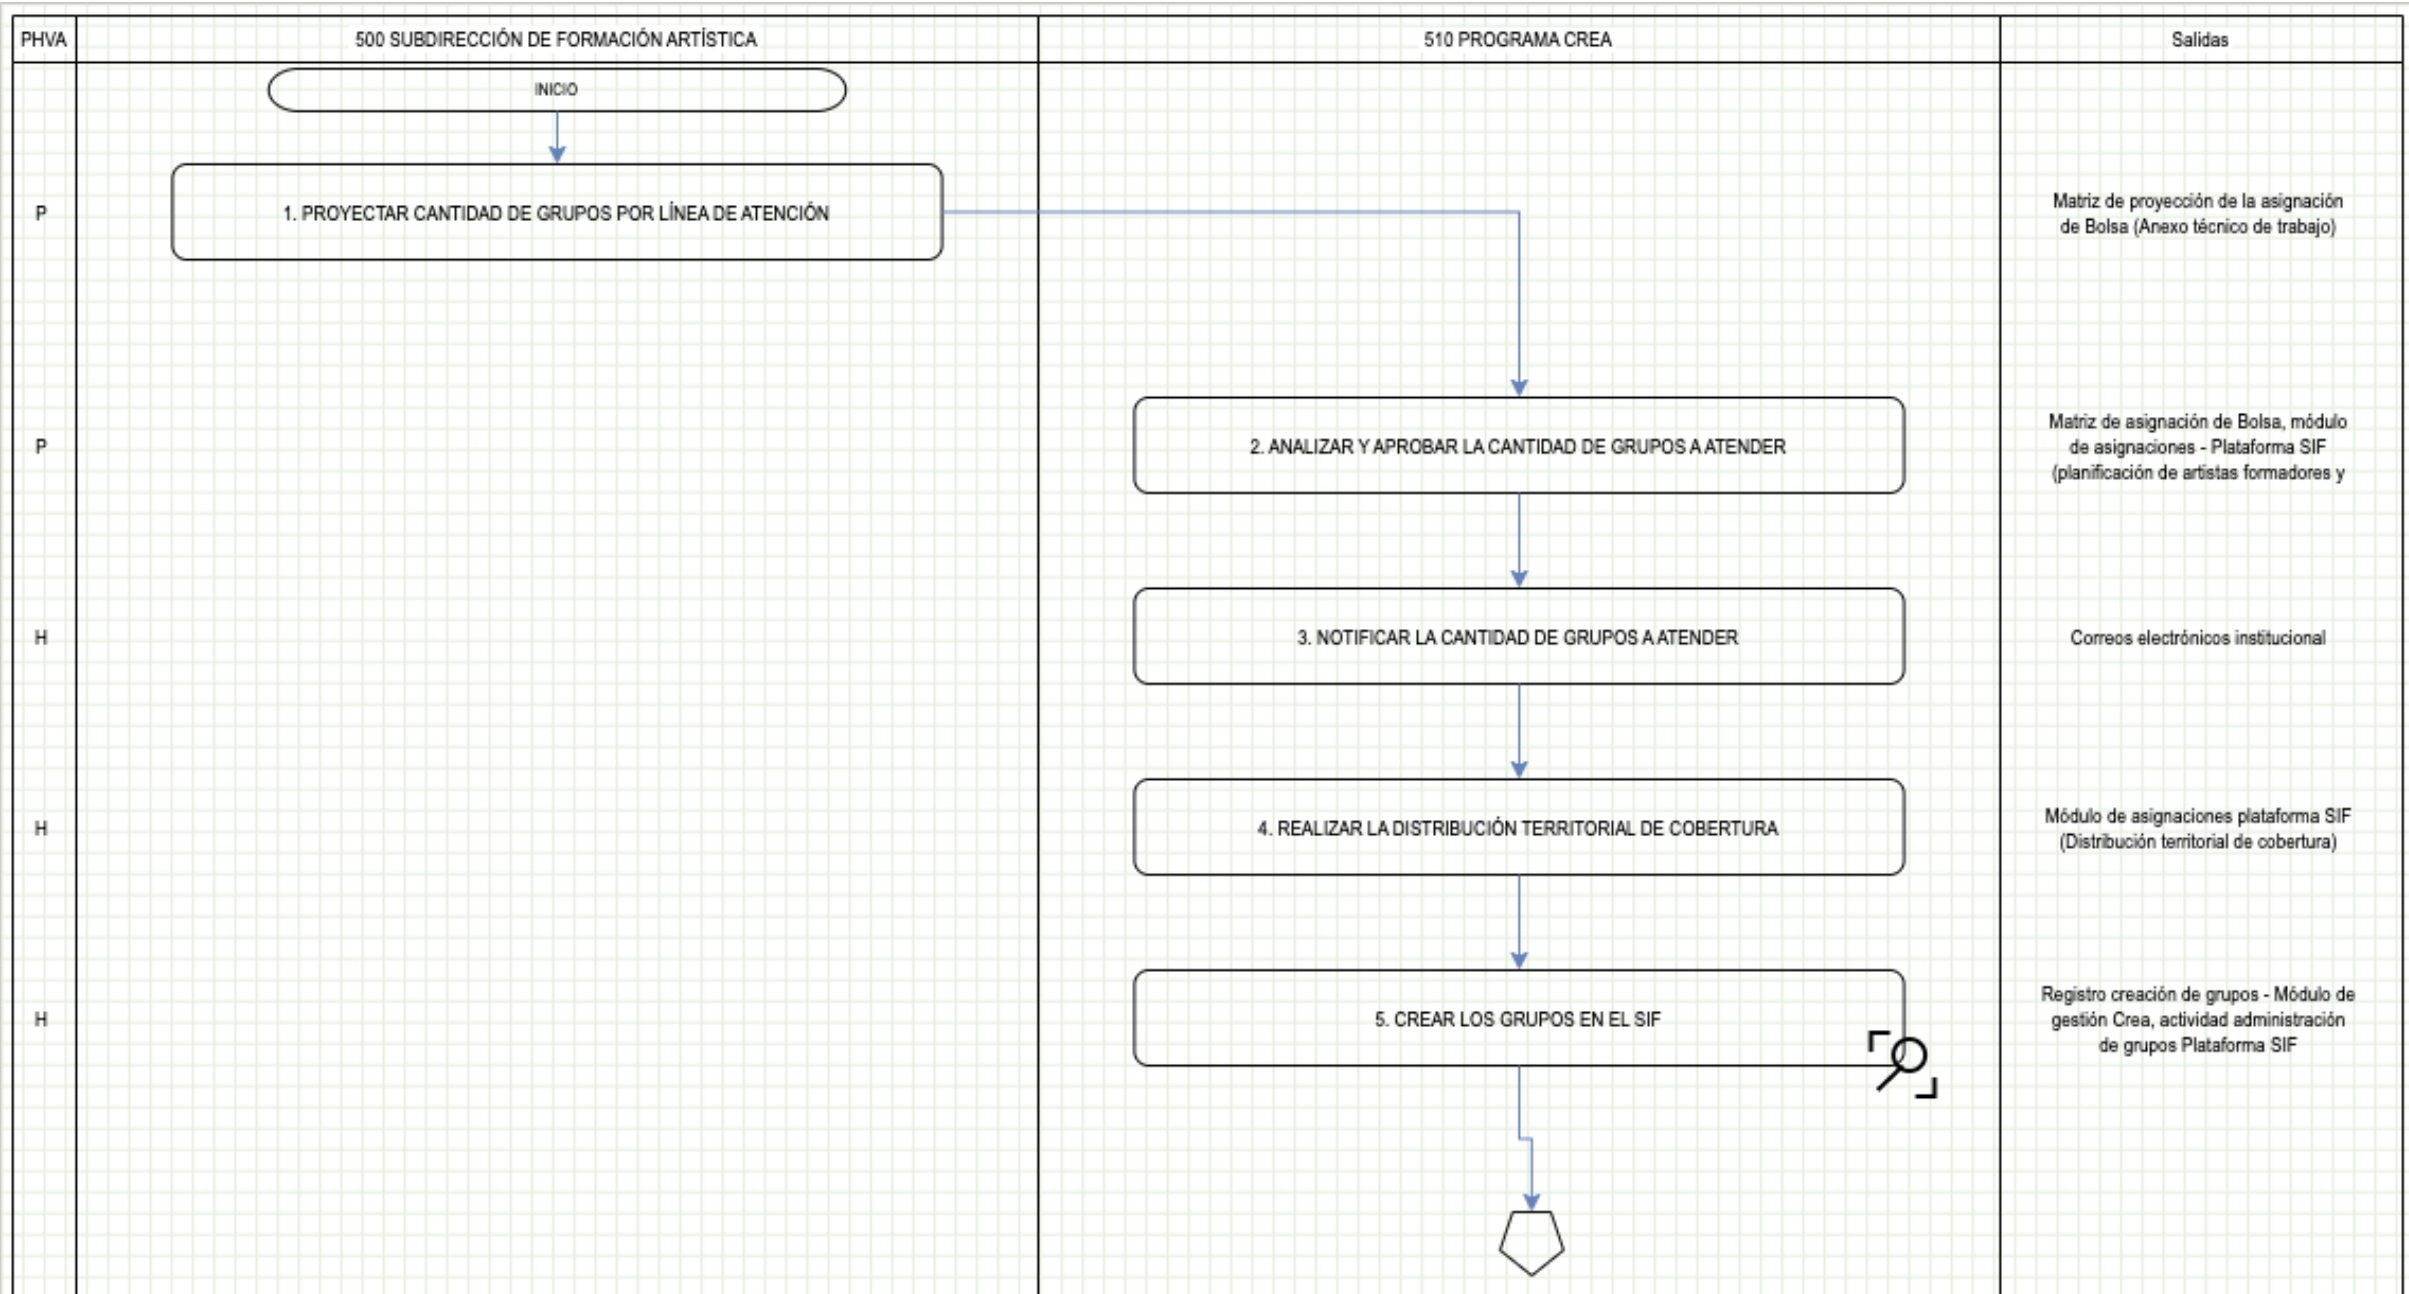 PHVA
500 SUBDIRECCIÓN DE FORMACIÓN ARTÍSTICA
510 PROGRAMA CREA
Salidas
INICIO
P
1. PROYECTAR CANTIDAD DE GRUPOS POR LÍNEA DE ATENCIÓN
Matriz de proyección de la asignación
de Bolsa (Anexo técnico de trabajo)
P
2. ANALIZAR Y APROBAR LA CANTIDAD DE GRUPOS A ATENDER
Matriz de asignación de Bolsa, módulo
de asignaciones - Plataforma SIF
(planificación de artistas formadores y
H
3. NOTIFICAR LA CANTIDAD DE GRUPOS A ATENDER
Correos electrónicos institucional
H
4. REALIZAR LA DISTRIBUCIÓN TERRITORIAL DE COBERTURA
Módulo de asignaciones plataforma SIF
(Distribución territorial de cobertura)
H
5. CREAR LOS GRUPOS EN EL SIF
Registro creación de grupos - Módulo de
gestión Crea, actividad administración
de grupos Plataforma SIF